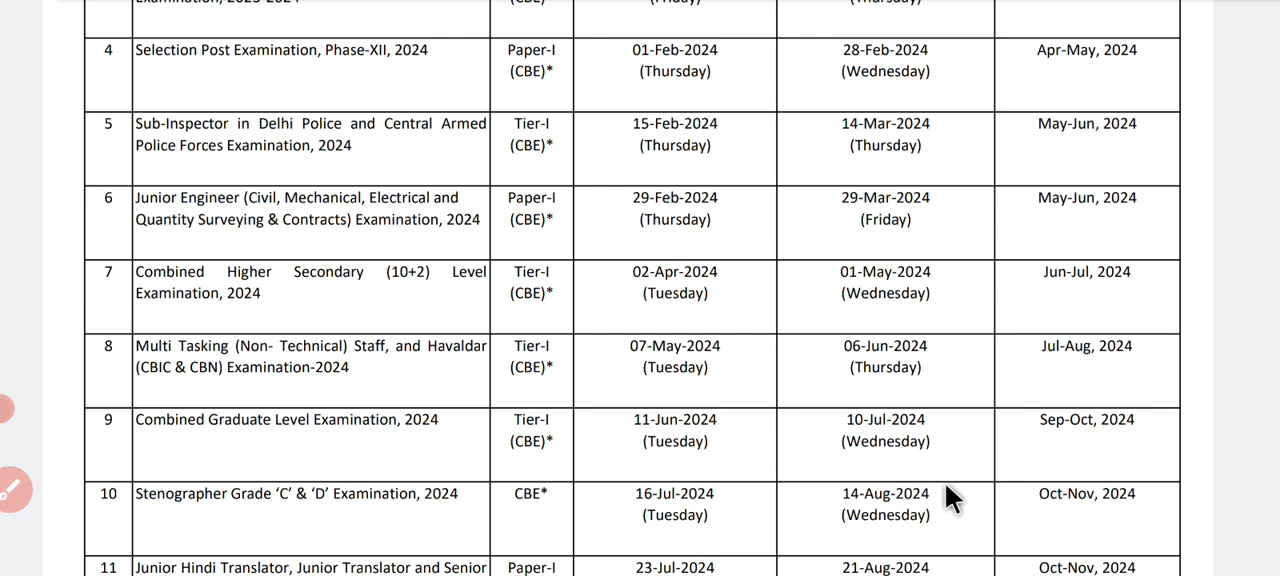 4 Selection Post Examination, Phase-XII, 2024 Paper-I 01-Feb-2024 28-Feb-2024 Apr-May, 2024
(CBE)* (Thursday) (Wednesday)
5 Sub-Inspector in Delhi Police and Central Armed Tier-I 15-Feb-2024 14-Mar-2024 May-Jun, 2024
Police Forces Examination, 2024 (CBE)* (Thursday) (Thursday)
6 Junior Engineer (Civil, Mechanical, Electrical and Paper-I 29-Feb-2024 29-Mar-2024 May-Jun, 2024
Quantity Surveying & Contracts) Examination, 2024 (CBE)* (Thursday) (Friday)
7 Combined Higher Secondary (10+2) Level Tier-I 02-Apr-2024 01-May-2024 Jun-Jul, 2024
Examination, 2024 (CBE)* (Tuesday) (Wednesday)
8 Multi Tasking (Non- Technical) Staff, and Havaldar Tier-I 07-May-2024 06-Jun-2024 Jul-Aug, 2024
(CBIC & CBN) Examination-2024 (CBE)* (Tuesday) (Thursday)
9 Combined Graduate Level Examination, 2024 Tier-I 11-Jun-2024 10-Jul-2024 Sep-Oct, 2024
(CBE)* (Tuesday) (Wednesday)
10 Stenographer Grade ‘C’ & ‘D’ Examination, 2024 CBE* 16-Jul-2024 14-Aug-2024 Oct-Nov, 2024
(Tuesday) (Wednesday)
11 Junior Hindi Translator, Junior Translator and Senior Paper-I 23-Jul-2024 21-Aug-2024 Oct-Nov, 2024